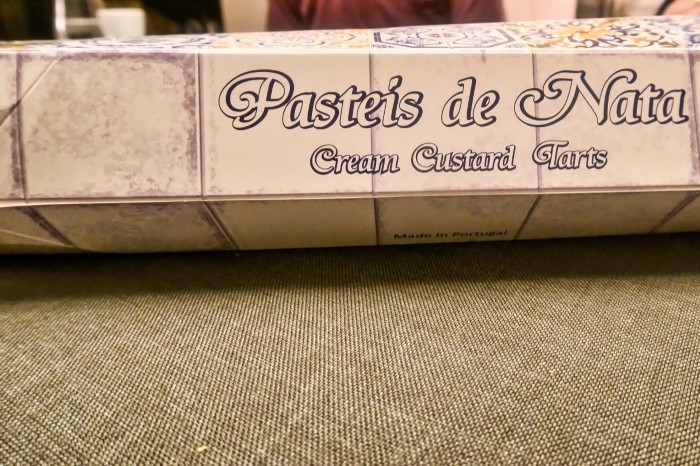 Pasteis de Nata
Cream Custard Tarts
Made in Portugal